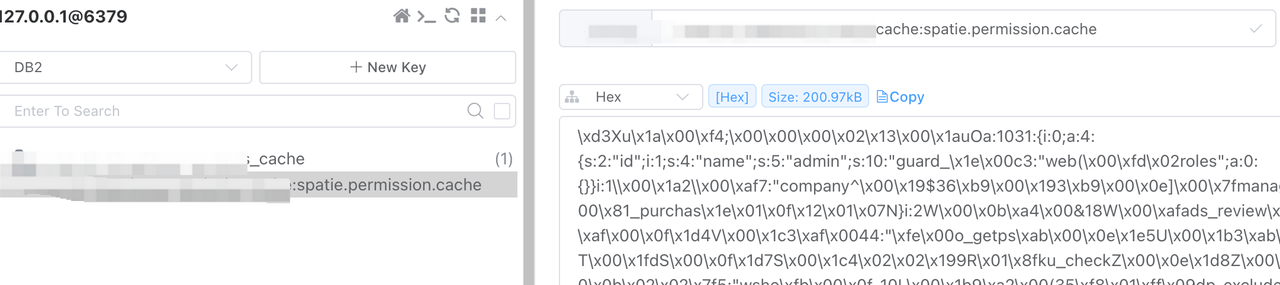 127.0.0.1@6379
DB2
+ New Key
Enter To Search
s_cache (1)
:spatie.permission.cache
cache:spatie.permission.cache
Hex [Hex] Size: 200.97kB Copy
\xd3Xu\x1a\x00\xf4;\x00\x00\x00\x02\x13\x00\x1auOa:1031:{i:0;a:4:
{s:2:"id";i:1;s:4:"name";s:5:"admin";s:10:"guard_\x1e\x00c3:"web(\x00\xfd\x02roles";a:0:
{}}i:1\\x00\x1a2\\x00\xaf7:"company^\x00\x19$36\xb9\x00\x193\xb9\x00\x0e]\x00\x7fmana
00\x81_purchas\x1e\x01\x0f\x12\x01\x07N}i:2W\x00\x0b\xa4\x00&18W\x00\xafads_review\x
\xaf\x00\x0f\x1d4V\x00\x1c3\xaf\x0044:"\xfe\x00o_getps\xab\x00\x0e\x1e5U\x00\x1b3\xab\
T\x00\x1fdS\x00\x0f\x1d7S\x00\x1c4\x02\x02\x199R\x01\x8fku_checkZ\x00\x0e\x1d8Z\x00\